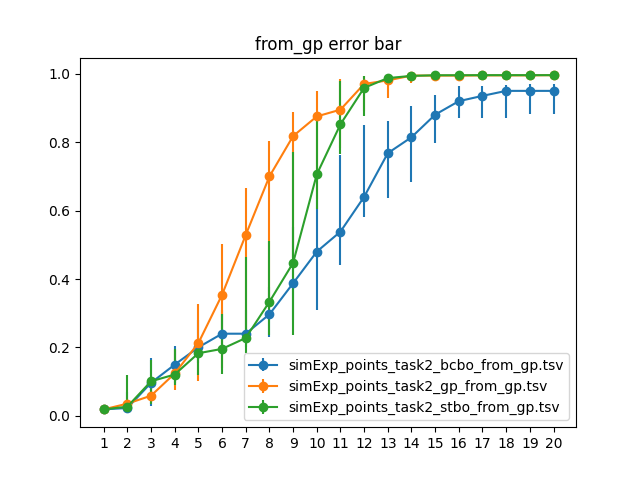 from_gp error bar
1.0
0.8
0.6
0.4
0.2
0.0
simExp_points_task2_bcbo_from_gp.tsv
simExp_points_task2_gp_from_gp.tsv
simExp_points_task2_stbo_from_gp.tsv
1 2 3 4 5 6 7 8 9 10 11 12 13 14 15 16 17 18 19 20